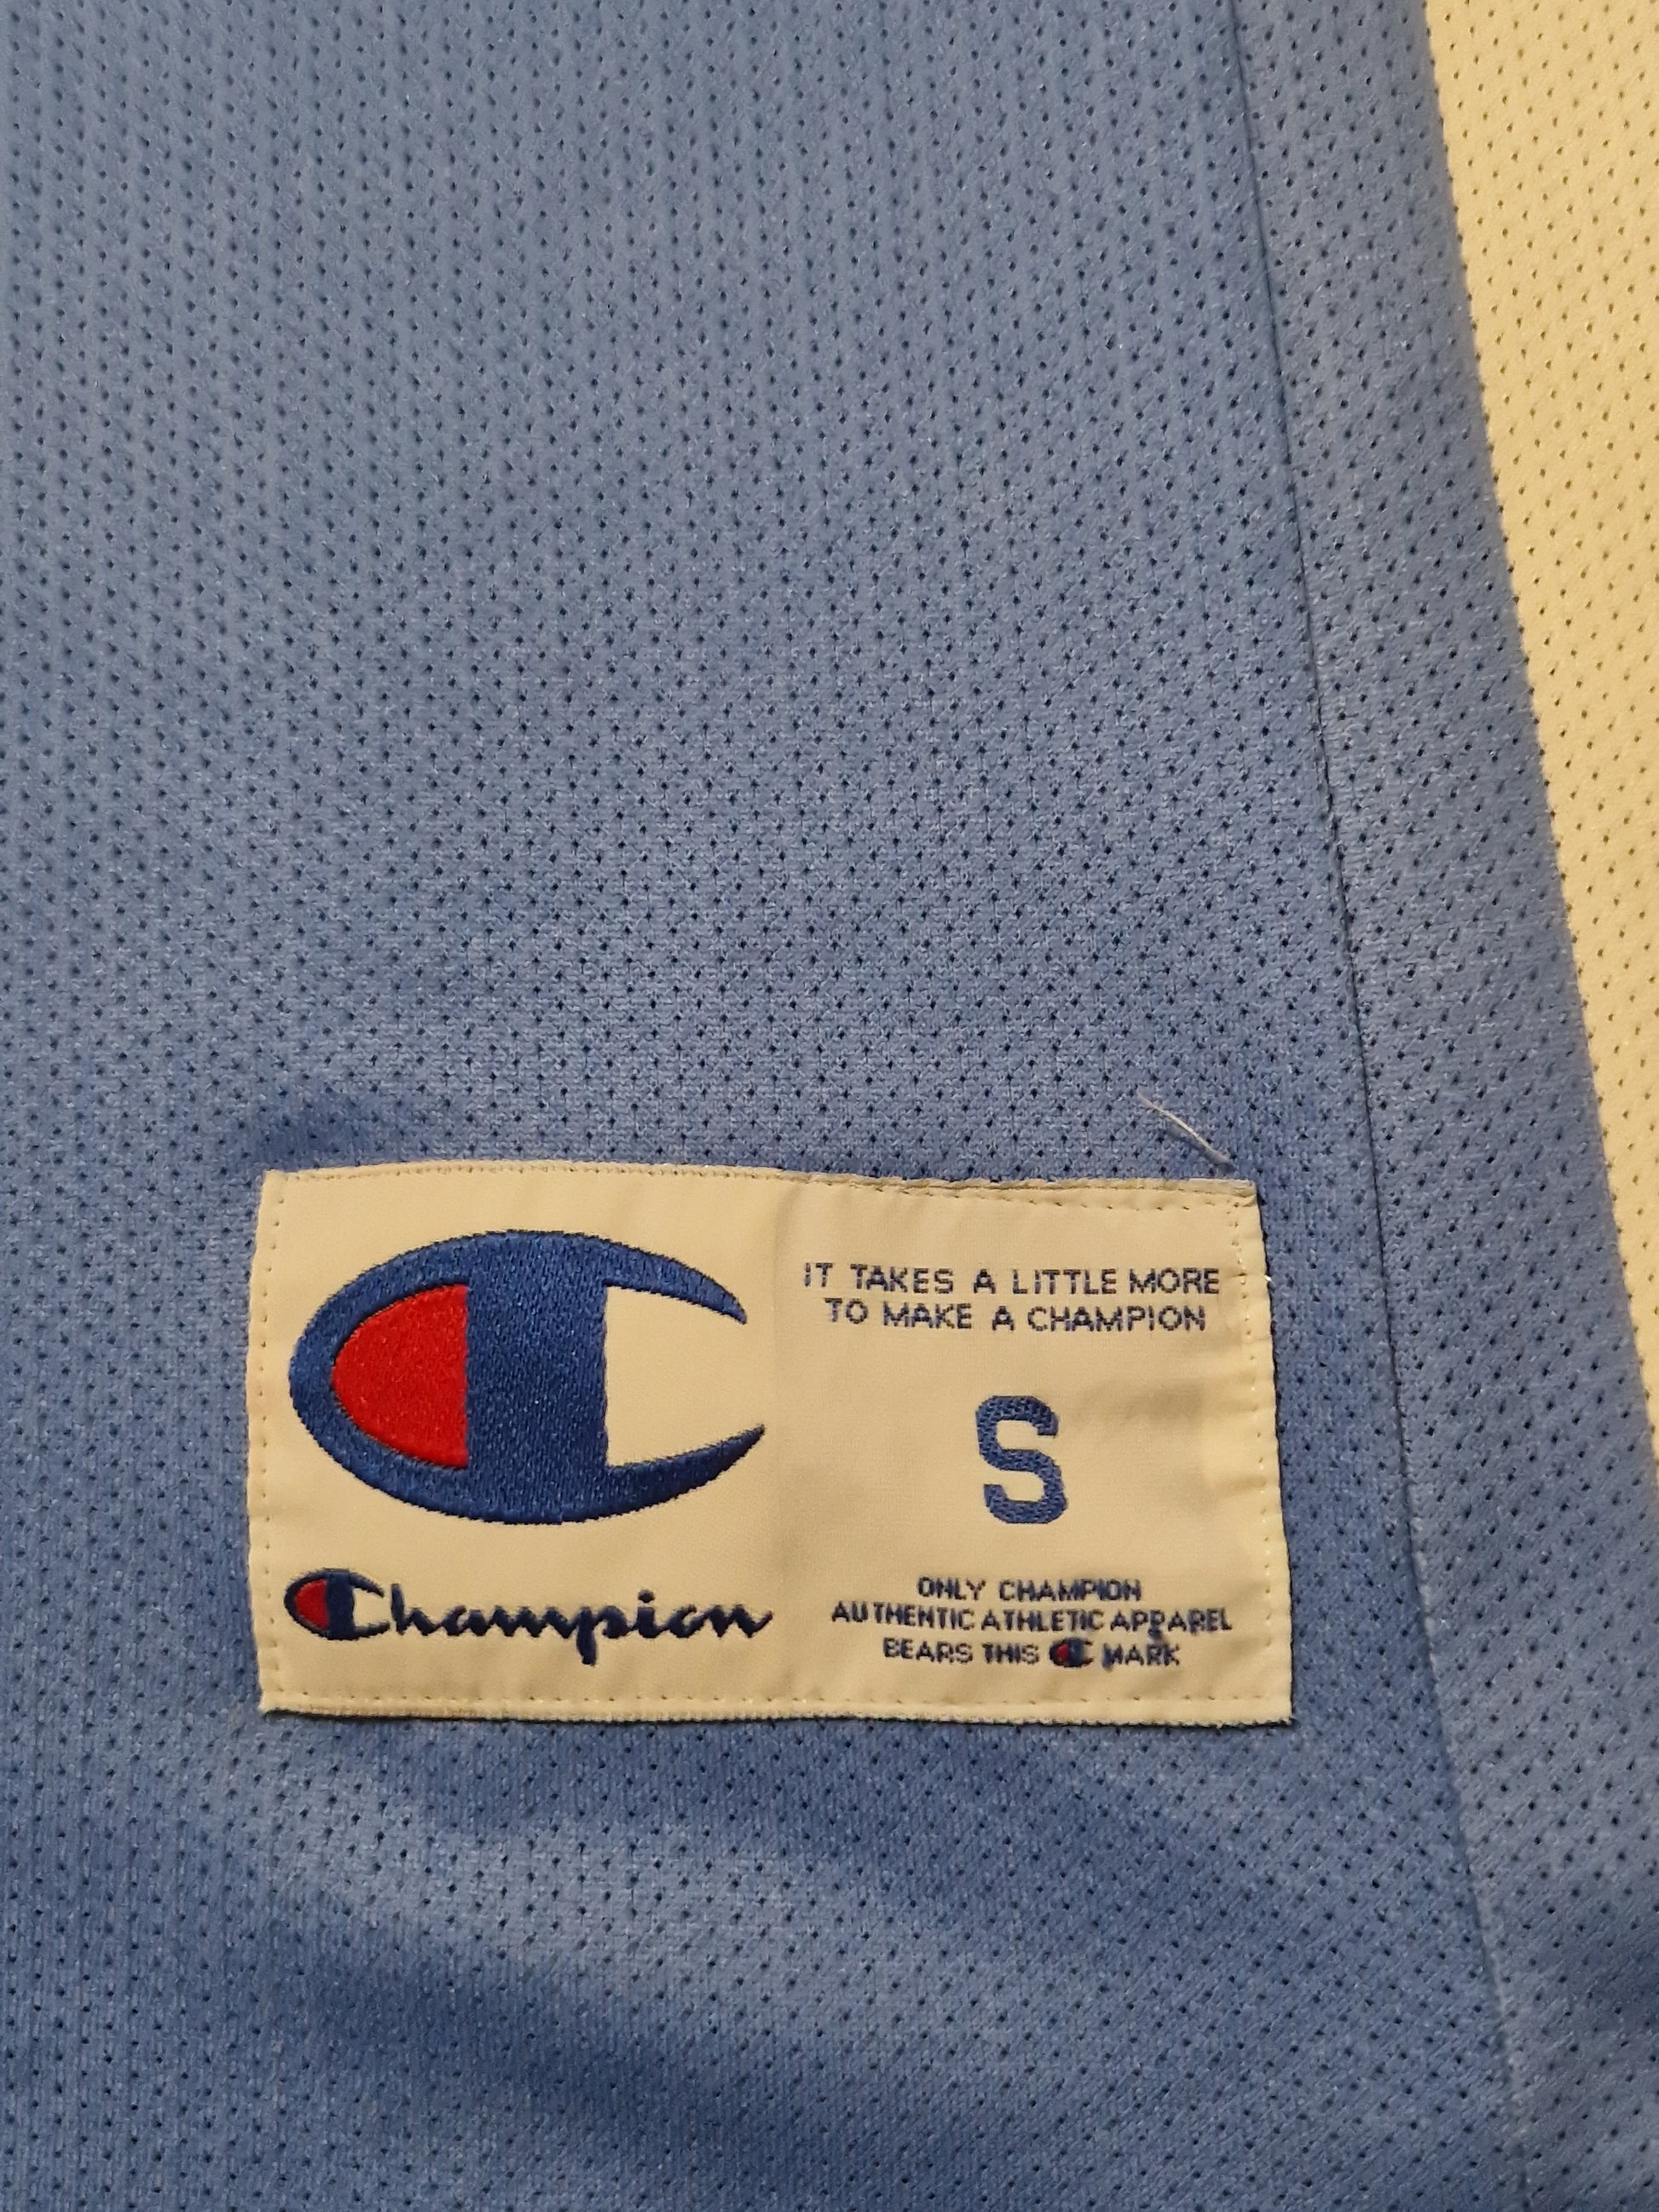 IT TAKES A LITTLE MORE
TO MAKE A CHAMPION
S
Champion
ONLY CHAMPION
AUTHENTIC ATHLETIC APPAREL
BEARS THIS C MARK